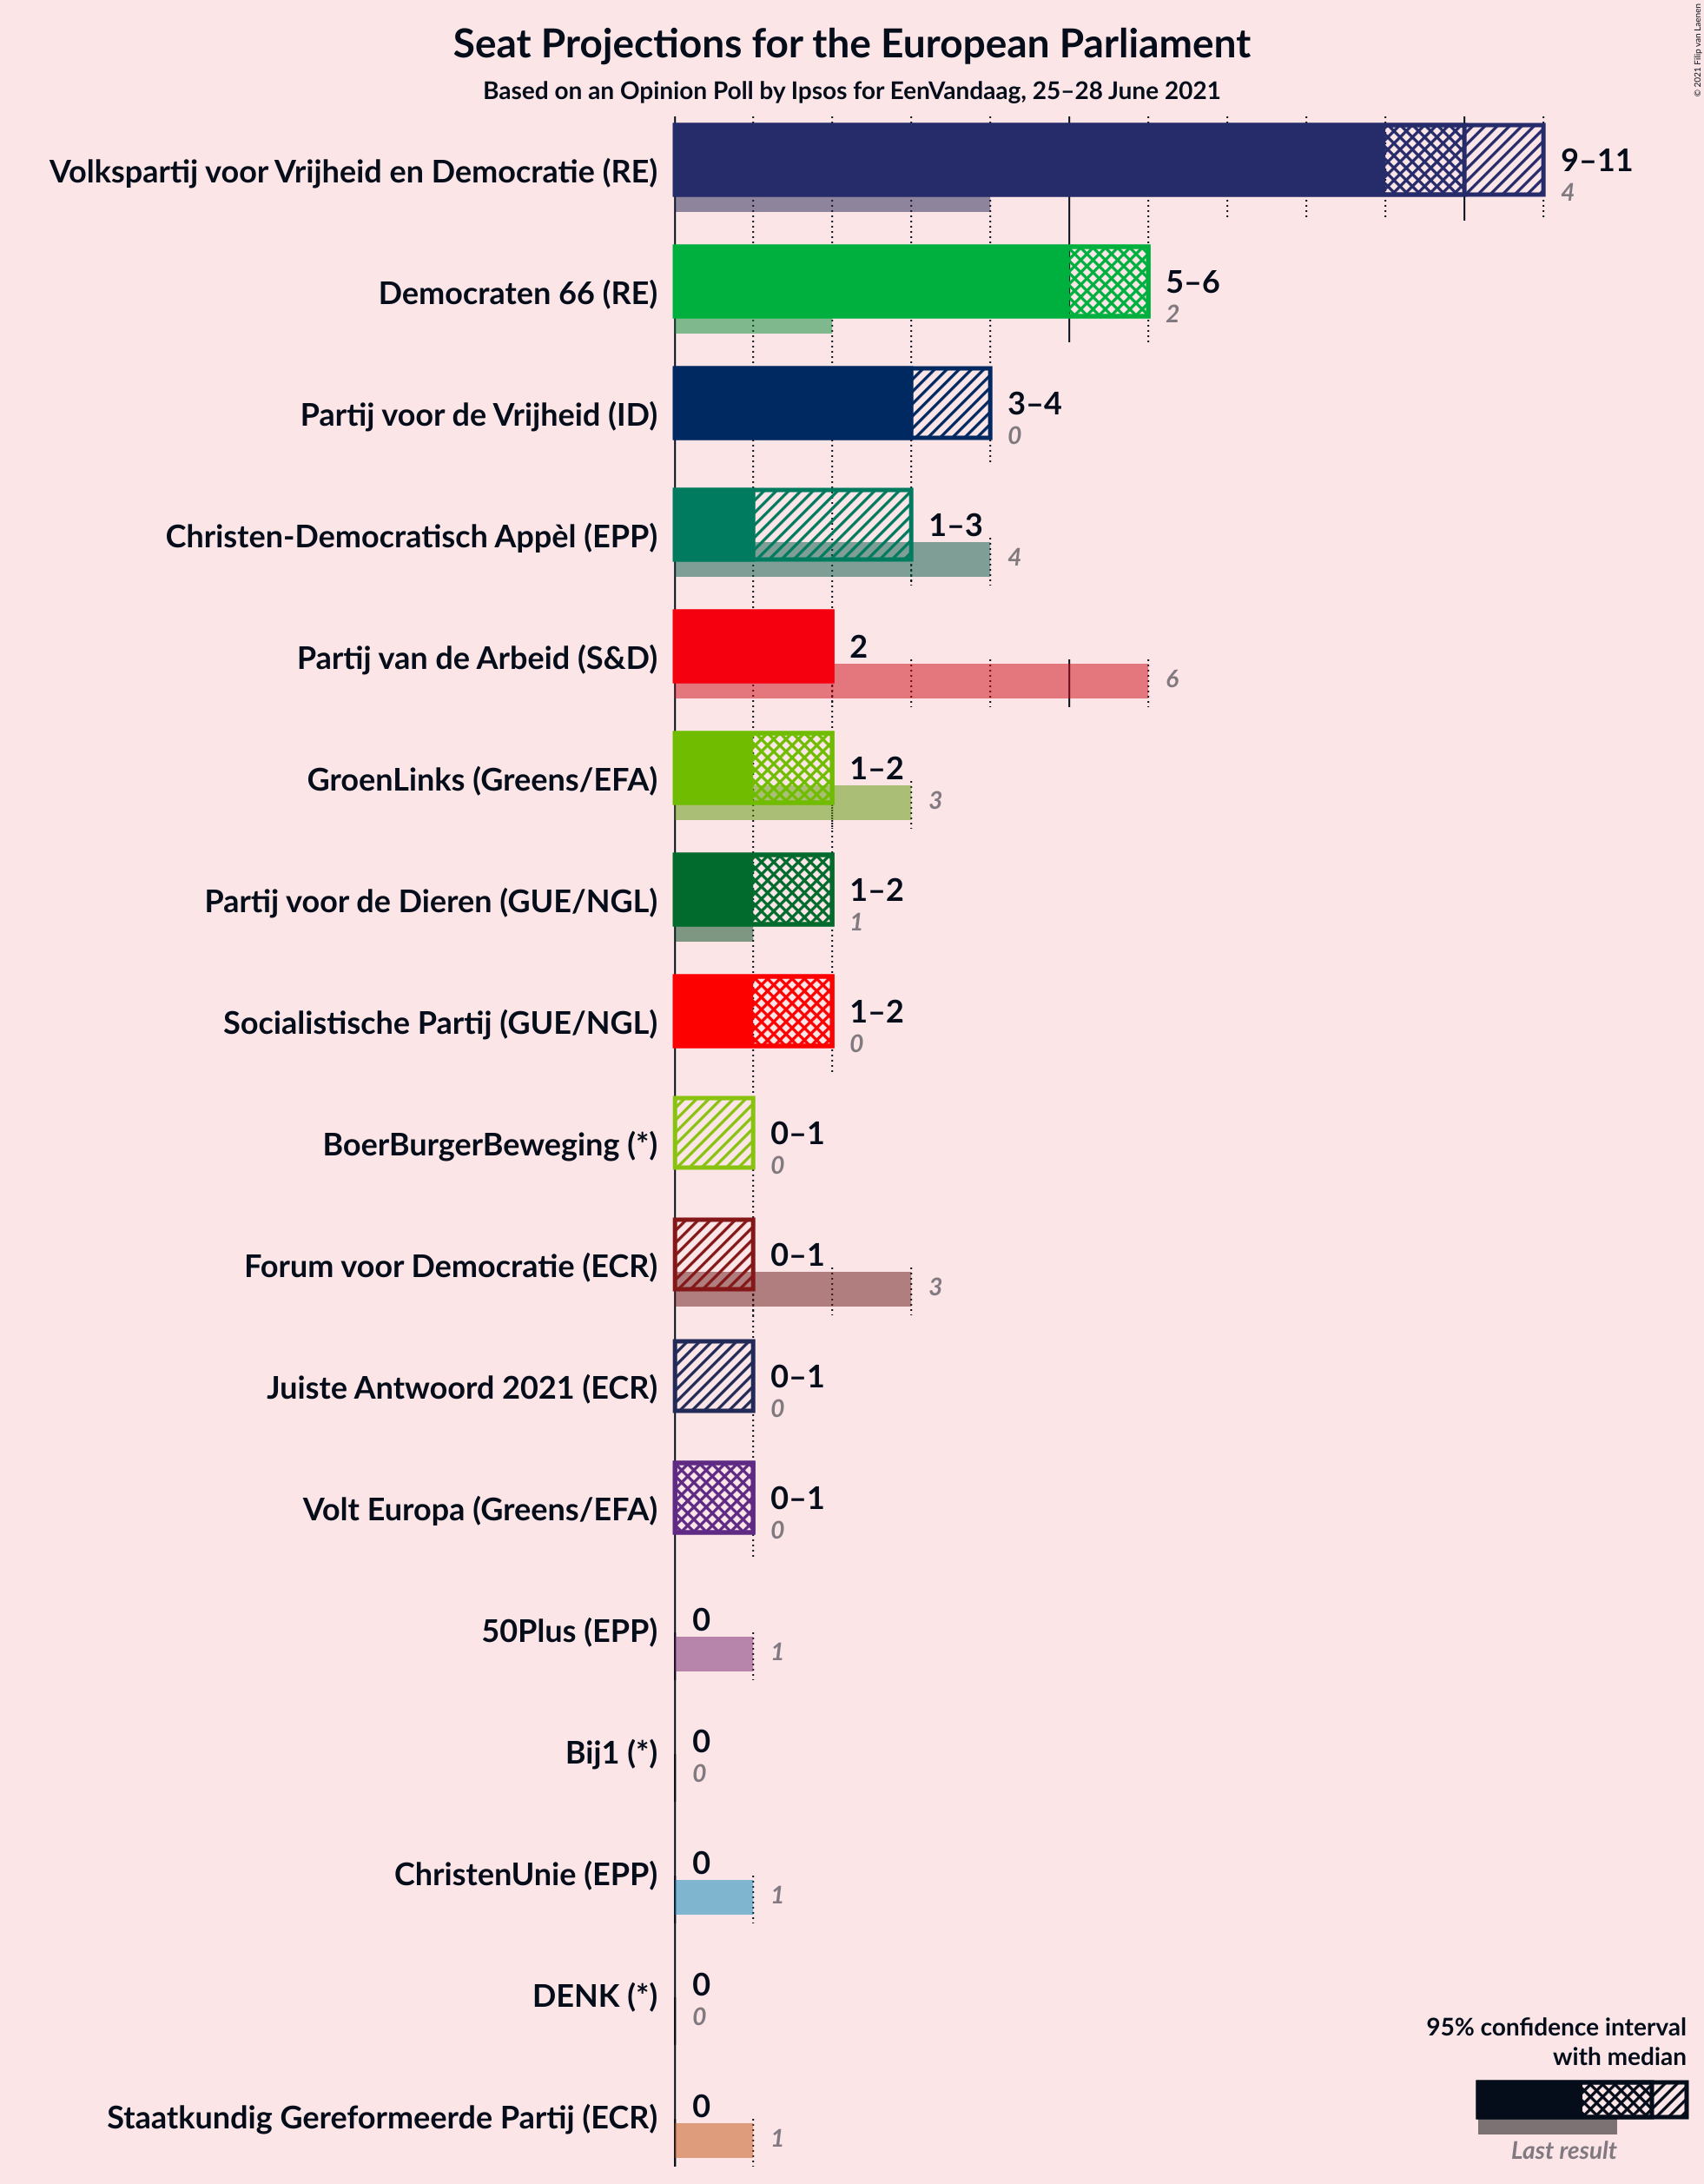 Seat Projections for the European Parliament
Based on an Opinion Poll by Ipsos for EenVandaag, 25–28 June 2021
© 2021 Filip van Laenen
Volkspartij voor Vrijheid en Democratie (RE)
9–11
4
Democraten 66 (RE)
5–6
2
Partij voor de Vrijheid (ID)
3–4
0
Christen-Democratisch Appèl (EPP)
1–3
4
Partij van de Arbeid (S&D)
2
6
GroenLinks (Greens/EFA)
1–2
3
Partij voor de Dieren (GUE/NGL)
1–2
1
Socialistische Partij (GUE/NGL)
1–2
0
BoerBurgerBeweging (*)
0–1
0
Forum voor Democratie (ECR)
0–1
3
Juiste Antwoord 2021 (ECR)
0–1
0
Volt Europa (Greens/EFA)
0–1
0
50Plus (EPP)
0
1
Bij1 (*)
0
0
ChristenUnie (EPP)
0
1
DENK (*)
0
0
Staatkundig Gereformeerde Partij (ECR)
0
1
95% confidence interval
with median
Last result